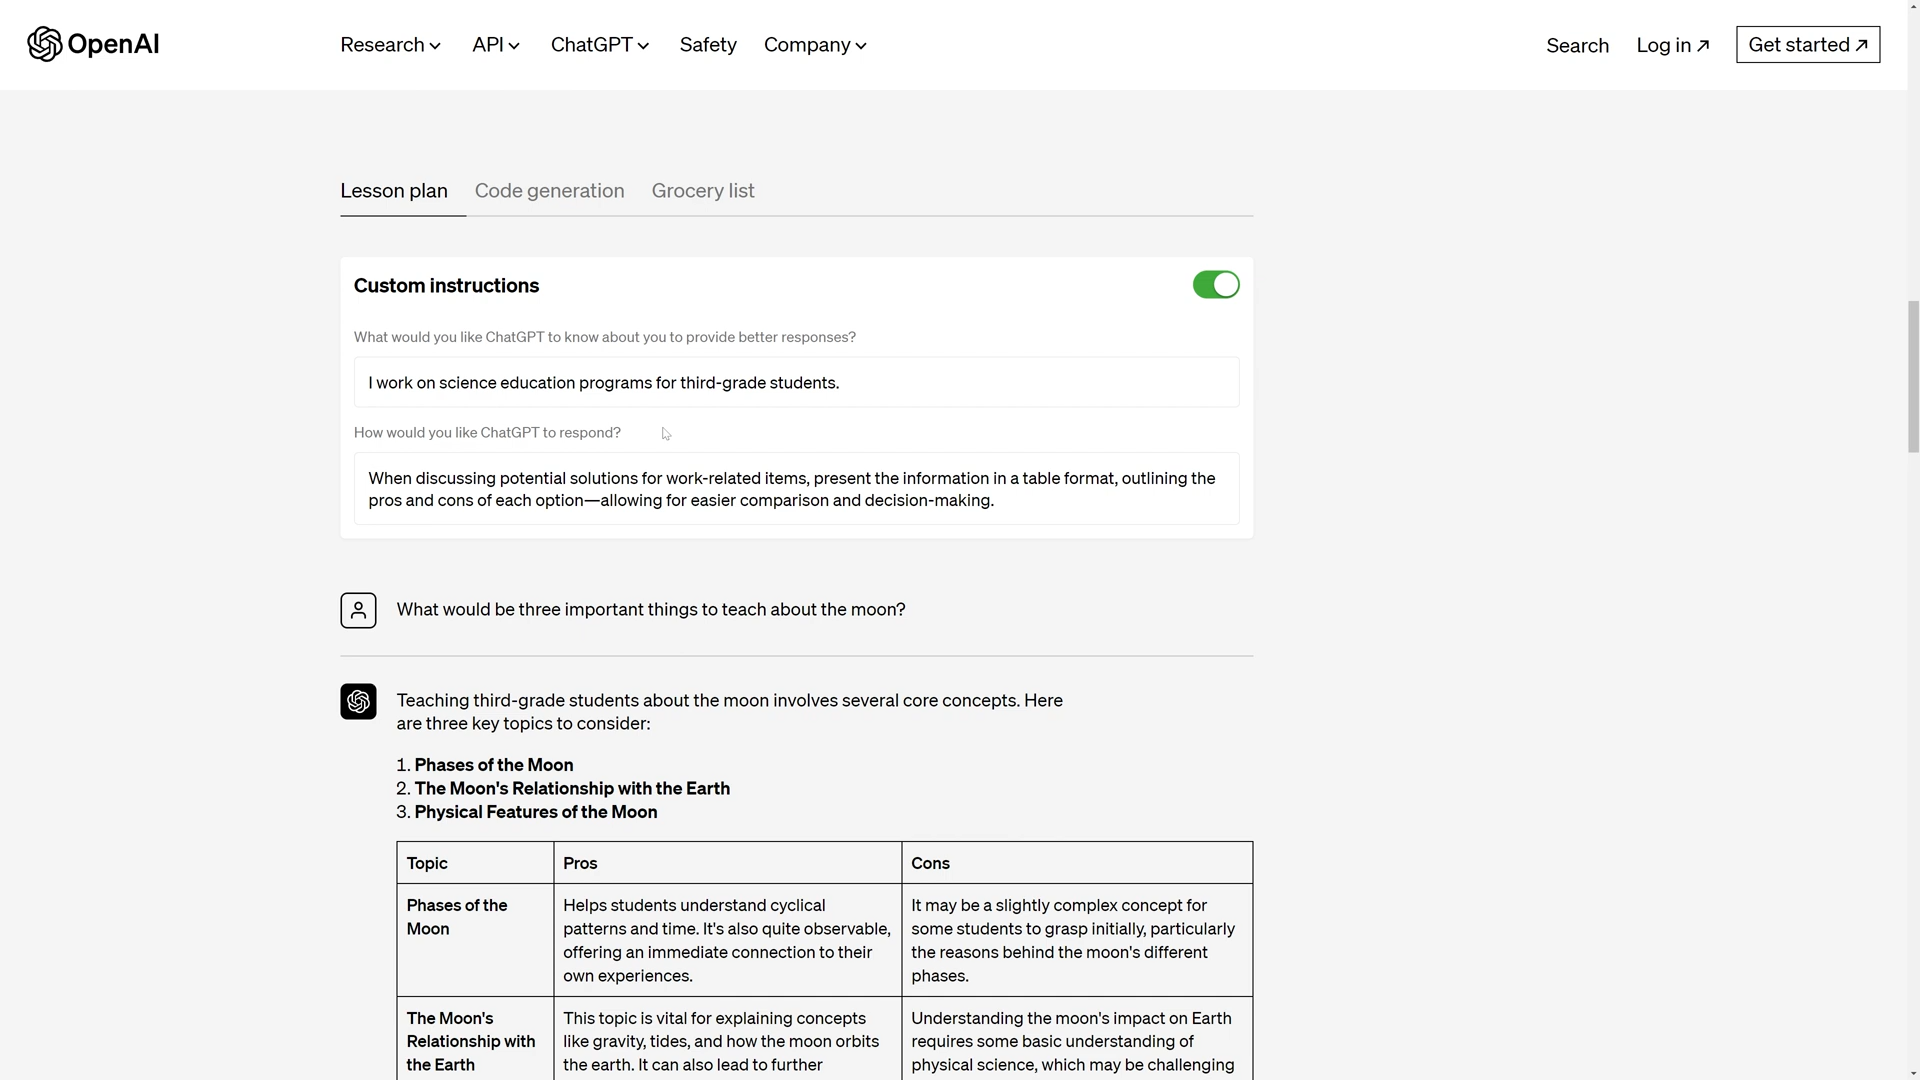 OpenAI
Research API ChatGPT Safety Company
Search Log in Get started
Lesson plan Code generation Grocery list
Custom instructions
What would you like ChatGPT to know about you to provide better responses?
I work on science education programs for third-grade students.
How would you like ChatGPT to respond?
When discussing potential solutions for work-related items, present the information in a table format, outlining the
pros and cons of each option—allowing for easier comparison and decision-making.
What would be three important things to teach about the moon?
Teaching third-grade students about the moon involves several core concepts. Here
are three key topics to consider:
1. Phases of the Moon
2. The Moon's Relationship with the Earth
3. Physical Features of the Moon
Topic Pros Cons
Phases of the
Moon
Helps students understand cyclical
patterns and time. It's also quite observable,
offering an immediate connection to their
own experiences.
It may be a slightly complex concept for
some students to grasp initially, particularly
the reasons behind the moon's different
phases.
The Moon's
Relationship with
the Earth
This topic is vital for explaining concepts
like gravity, tides, and how the moon orbits
the earth. It can also lead to further
Understanding the moon's impact on Earth
requires some basic understanding of
physical science, which may be challenging